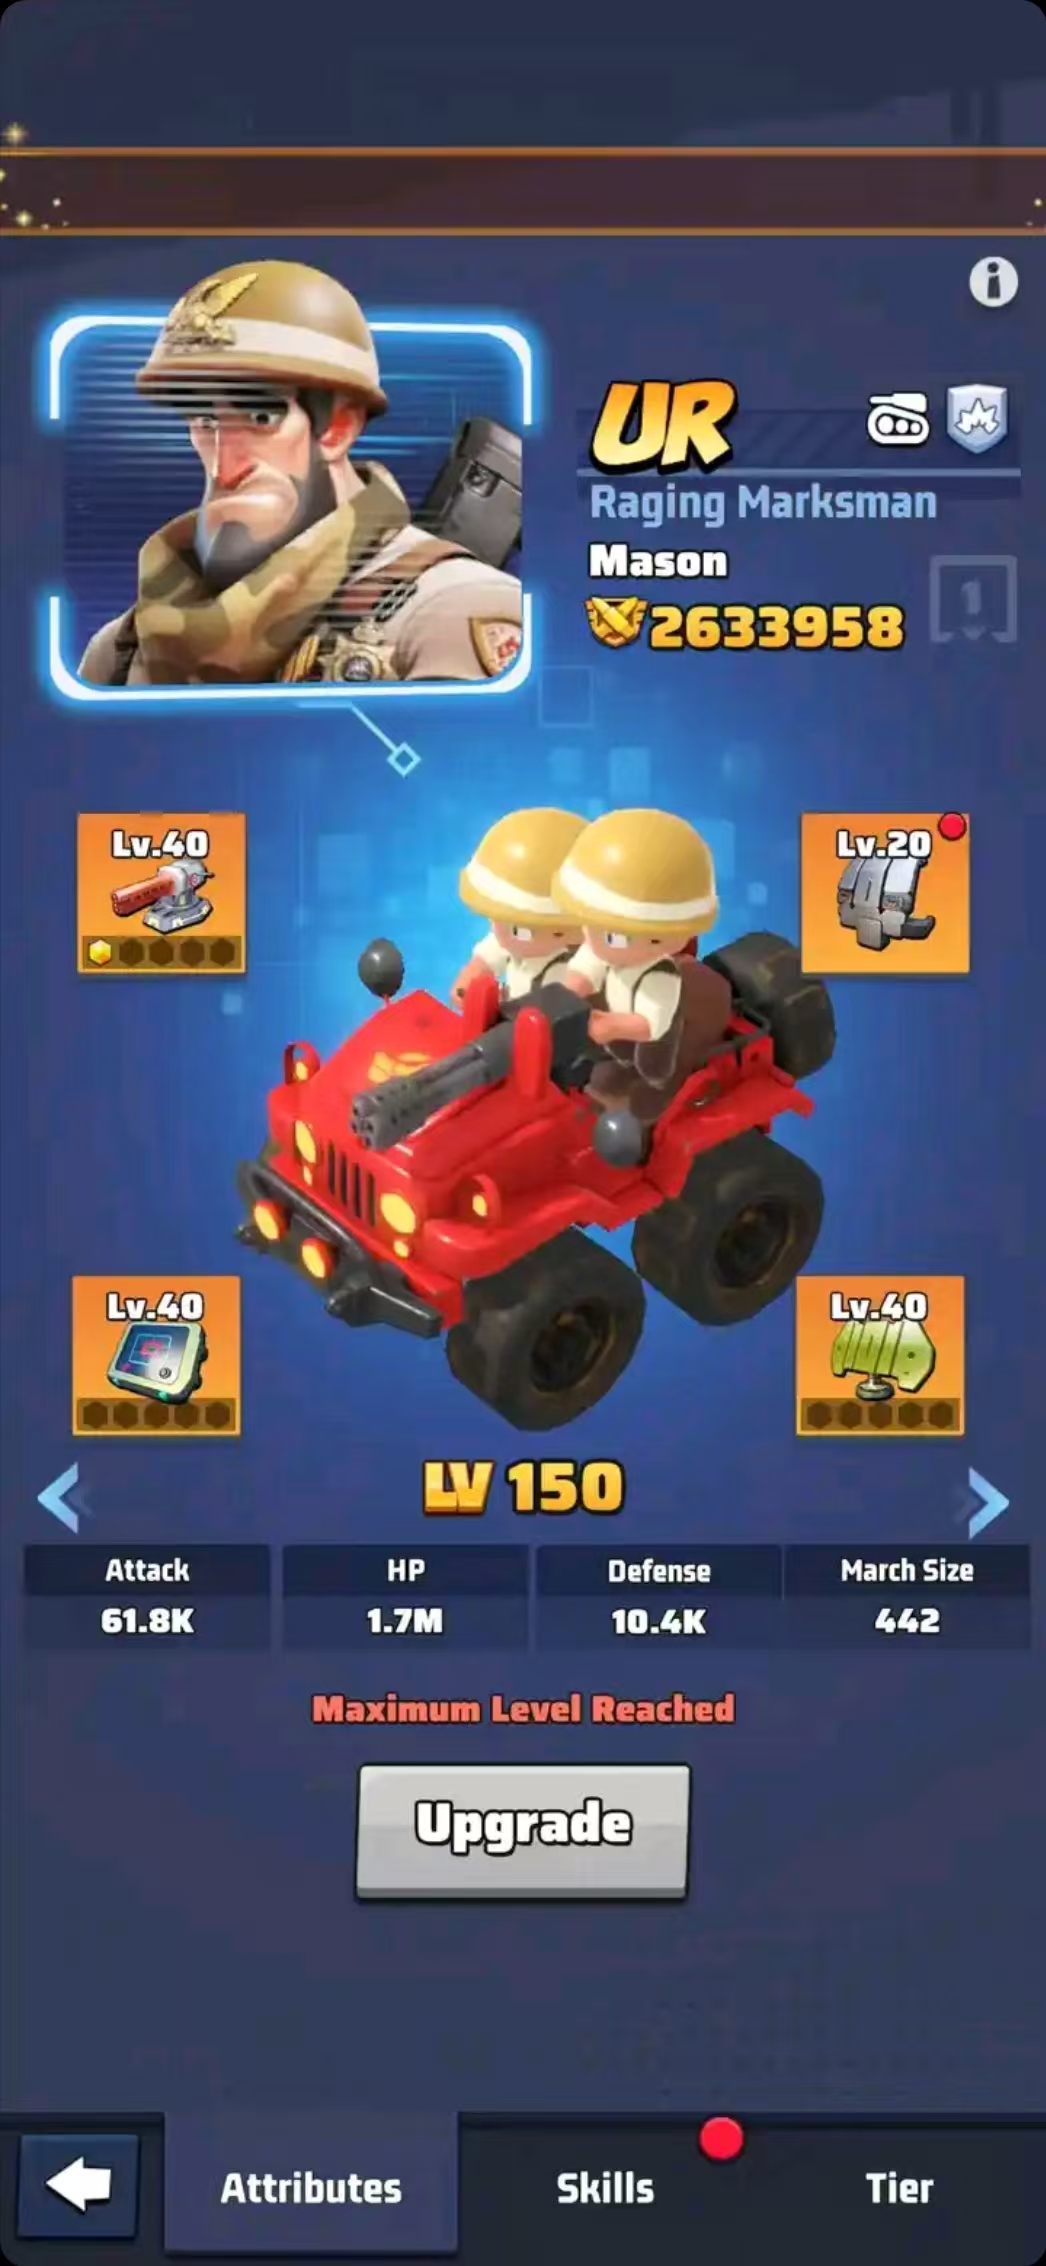 UR
Raging Marksman
Mason
2633958
1
Lv.40
Lv.20
Lv.40
Lv.40
LV 150
Attack
HP
Defense
March Size
61.8K
1.7M
10.4K
442
Maximum Level Reached
Upgrade
Attributes
Skills
Tier